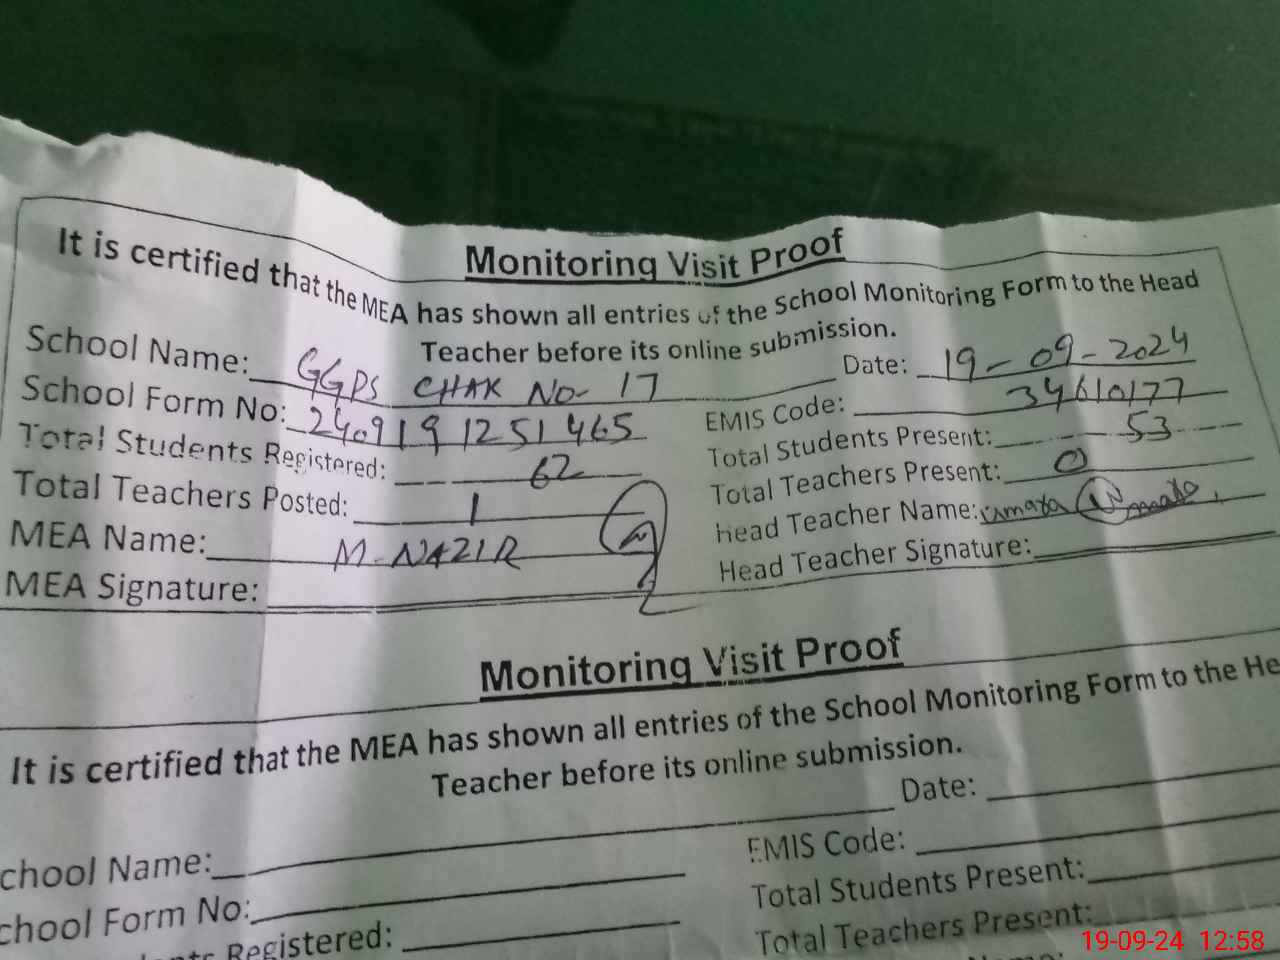 Monitoring Visit Proof
It is certified that the MEA has shown all entries of the School Monitoring Form to the Head
Teacher before its online submission.
School Name: GGPS CHAK NO-17 Date: 19-09-2024
School Form No: 2409191251465 EMIS Code: 34610177
Total Students Registered: 62 Total Students Present: 53
Total Teachers Posted: 1 Total Teachers Present: 0
MEA Name: M-NAZIR Head Teacher Name:
MEA Signature: Head Teacher Signature:
Monitoring Visit Proof
It is certified that the MEA has shown all entries of the School Monitoring Form to the He
Teacher before its online submission.
Date:
chool Name: EMIS Code:
chool Form No: Total Students Present:
ents Registered: Total Teachers Present:
Name:
19-09-24 12:58